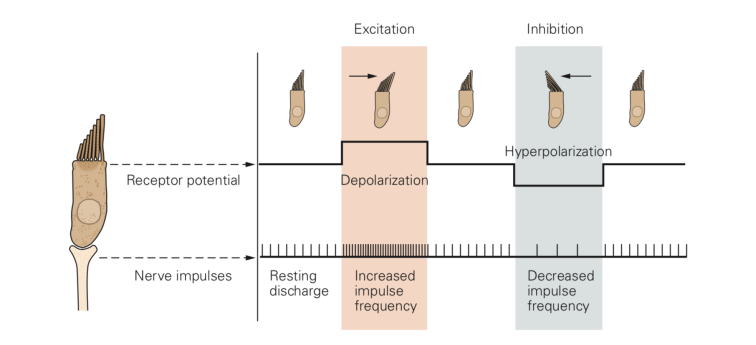 Excitation
Inhibition
Hyperpolarization
Receptor potential
Depolarization
Nerve impulses
Resting
discharge
Increased
impulse
frequency
Decreased
impulse
frequency